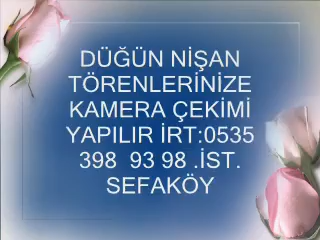 DÜĞÜN NİŞAN
TÖRENLERİNİZE
KAMERA ÇEKİMİ
YAPILIR İRT:0535
398  93 98 .İST.
SEFAKÖY